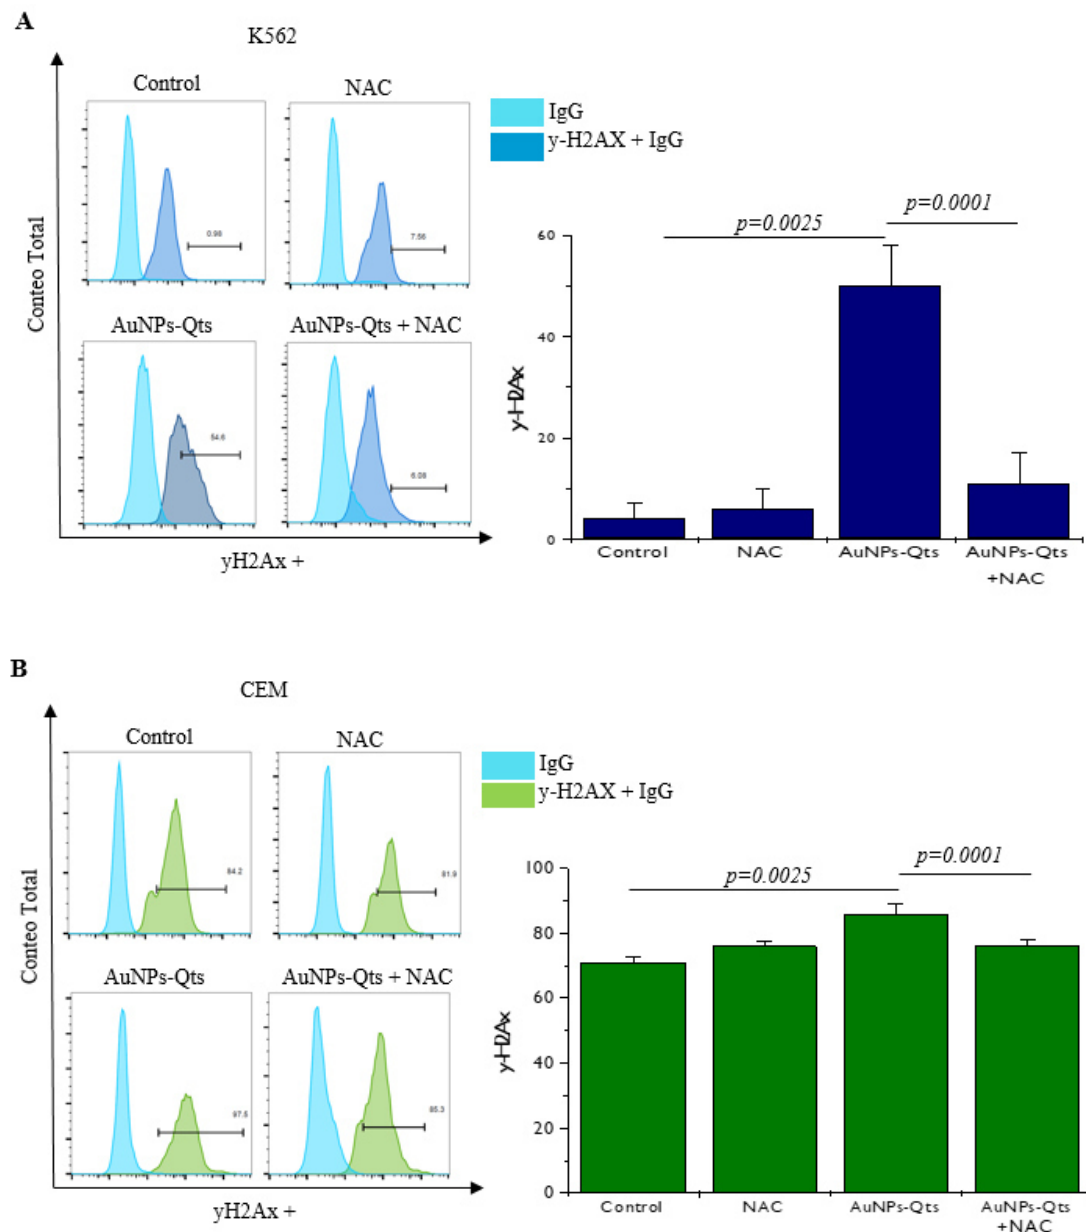 A
K562
Control
NAC
IgG
y-H2AX + IgG
0.98
7.56
Conteo Total
AuNPs-Qts
AuNPs-Qts + NAC
54.6
6.08
yH2Ax +
p=0.0025
p=0.0001
60
40
20
0
y-H2Ax
Control
NAC
AuNPs-Qts
AuNPs-Qts
+NAC
B
CEM
Control
NAC
IgG
y-H2AX + IgG
84.2
81.9
Conteo Total
AuNPs-Qts
AuNPs-Qts + NAC
97.5
85.3
yH2Ax +
p=0.0025
p=0.0001
100
80
60
40
20
0
y-H2Ax
Control
NAC
AuNPs-Qts
AuNPs-Qts
+NAC